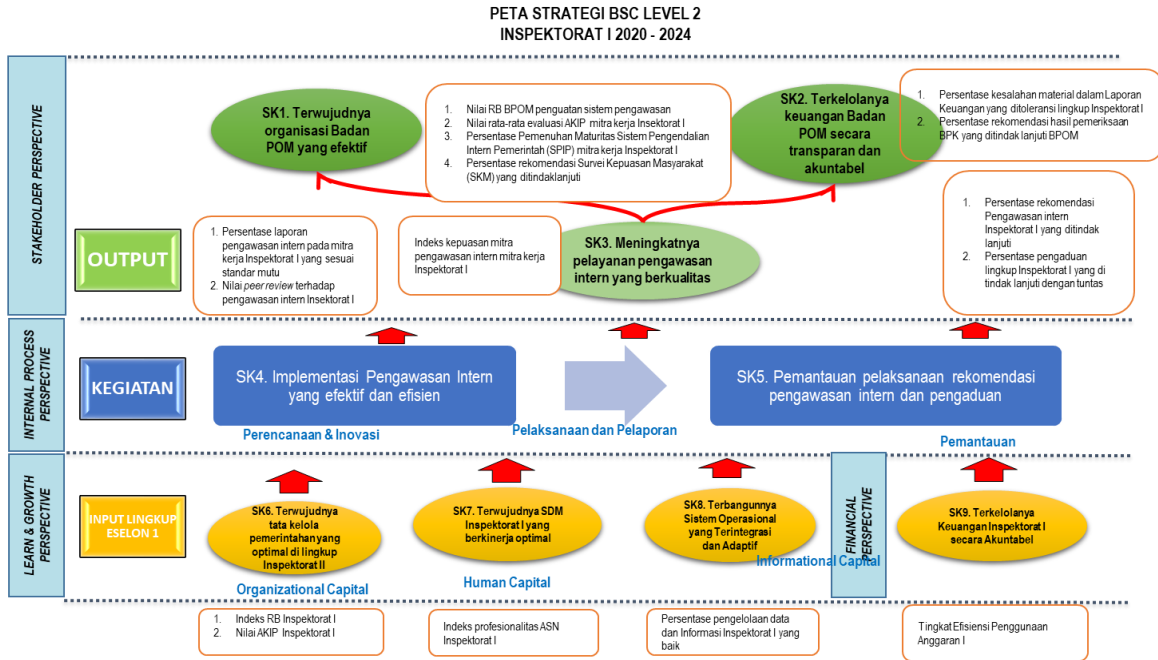 PETA STRATEGI BSC LEVEL 2
INSPEKTORAT I 2020 - 2024
STAKEHOLDER PERSPECTIVE
SK1. Terwujudnya
organisasi Badan
POM yang efektif
1. Nilai RB BPOM penguatan sistem pengawasan
2. Nilai rata-rata evaluasi AKIP mitra kerja Insektorat I
3. Persentase Pemenuhan Maturitas Sistem Pengendalian
Intern Pemerintah (SPIP) mitra kerja Inspektorat I
4. Persentase rekomendasi Survei Kepuasan Masyarakat
(SKM) yang ditindaklanjuti
SK2. Terkelolanya
keuangan Badan
POM secara
transparan dan
akuntabel
1. Persentase kesalahan material dalam Laporan
Keuangan yang ditoleransi lingkup Inspektorat I
2. Persentase rekomendasi hasil pemeriksaan
BPK yang ditindak lanjuti BPOM
OUTPUT
1. Persentase laporan
pengawasan intern pada mitra
kerja Inspektorat I yang sesuai
standar mutu
2. Nilai peer review terhadap
pengawasan intern Insektorat I
Indeks kepuasan mitra
pengawasan intern mitra kerja
Inspektorat I
SK3. Meningkatnya
pelayanan pengawasan
intern yang berkualitas
1. Persentase rekomendasi
Pengawasan intern
Inspektorat I yang ditindak
lanjuti
2. Persentase pengaduan
lingkup Inspektorat I yang di
tindak lanjuti dengan tuntas
INTERNAL PROCESS
PERSPECTIVE
KEGIATAN
SK4. Implementasi Pengawasan Intern
yang efektif dan efisien
SK5. Pemantauan pelaksanaan rekomendasi
pengawasan intern dan pengaduan
Perencanaan & Inovasi
Pelaksanaan dan Pelaporan
Pemantauan
LEARN & GROWTH
PERSPECTIVE
INPUT LINGKUP
ESELON 1
SK6. Terwujudnya
tata kelola
pemerintahan yang
optimal di lingkup
Inspektorat II
Organizational Capital
SK7. Terwujudnya SDM
Inspektorat I yang
berkinerja optimal
Human Capital
SK8. Terbangunnya
Sistem Operasional
yang Terintegrasi
dan Adaptif
Informational Capital
FINANCIAL
PERSPECTIVE
SK9. Terkelolanya
Keuangan Inspektorat I
secara Akuntabel
1. Indeks RB Inspektorat I
2. Nilai AKIP Inspektorat I
Indeks profesionalitas ASN
Inspektorat I
Persentase pengelolaan data
dan Informasi Inspektorat I yang
baik
Tingkat Efisiensi Penggunaan
Anggaran I